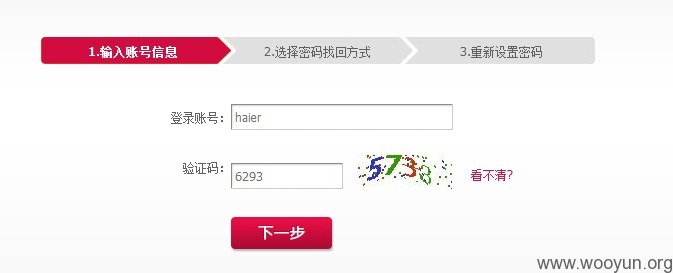 1.输入账号信息 2.选择密码找回方式 3.重新设置密码
登录账号: haier
验证码: 6293 5738 看不清?
下一步
www.wooyun.org